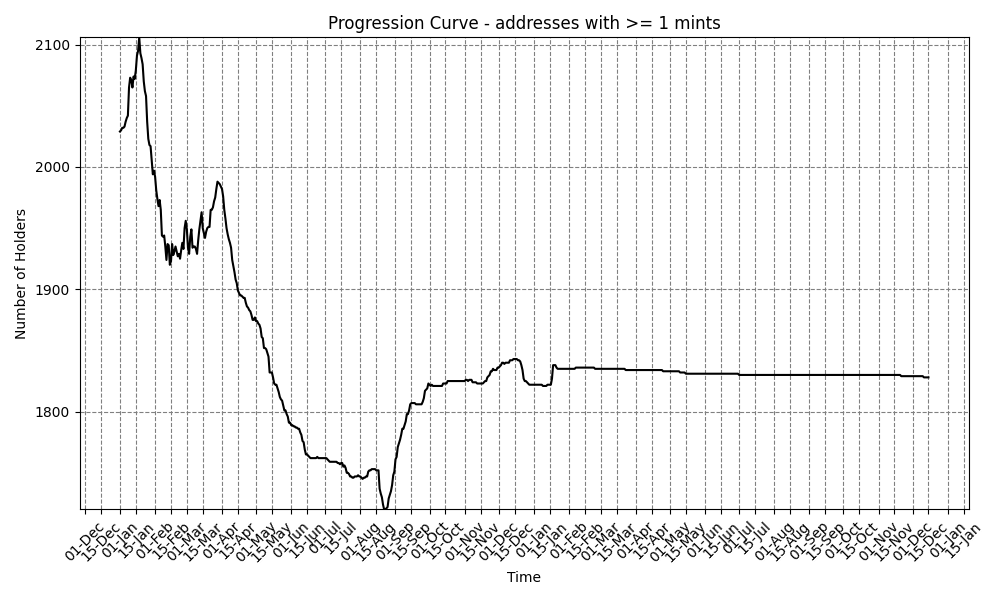 Progression Curve - addresses with >= 1 mints
Number of Holders
2100
2000
1900
1800
01-Dec
15-Dec
01-Jan
15-Jan
01-Feb
15-Feb
01-Mar
15-Mar
01-Apr
15-Apr
01-May
15-May
01-Jun
15-Jun
01-Jul
15-Jul
01-Aug
15-Aug
01-Sep
15-Sep
01-Oct
15-Oct
01-Nov
15-Nov
01-Dec
15-Dec
01-Jan
15-Jan
01-Feb
15-Feb
01-Mar
15-Mar
01-Apr
15-Apr
01-May
15-May
01-Jun
15-Jun
01-Jul
15-Jul
01-Aug
15-Aug
01-Sep
15-Sep
01-Oct
15-Oct
01-Nov
15-Nov
01-Dec
15-Dec
01-Jan
15-Jan
Time